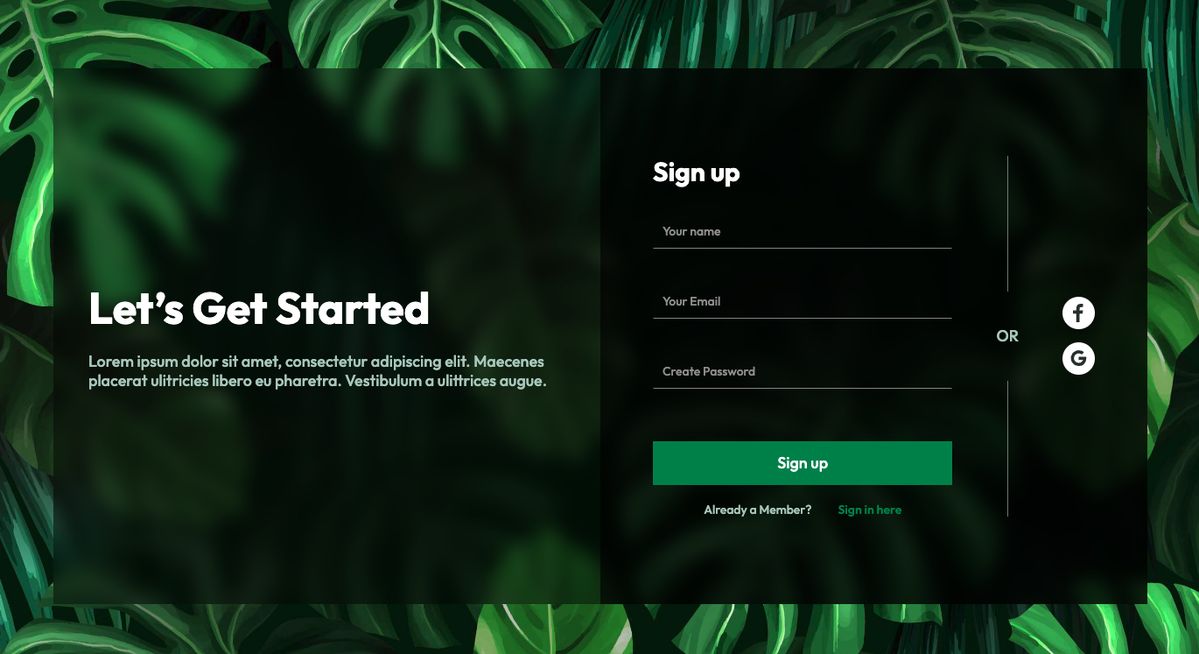 Let's Get Started
Lorem ipsum dolor sit amet, consectetur adipiscing elit. Maecenes
placerat ulitricies libero eu pharetra. Vestibulum a ulittrices augue.
Sign up
Your name
Your Email
Create Password
Sign up
Already a Member? Sign in here
OR
f
G